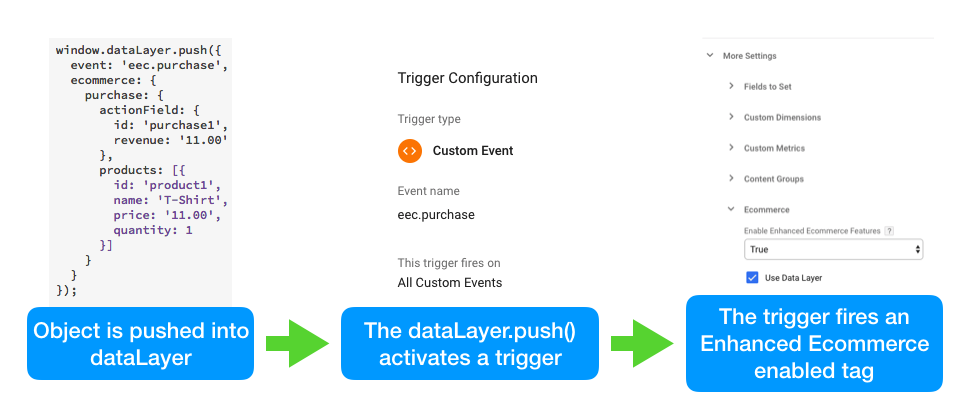 window.dataLayer.push({
event: 'eec.purchase',
ecommerce: {
purchase: {
actionField: {
id: 'purchase1',
revenue: '11.00'
},
products: [{
id: 'product1',
name: 'T-Shirt',
price: '11.00',
quantity: 1
}]
}
}
});
Object is pushed into
dataLayer
Trigger Configuration
Trigger type
<> Custom Event
Event name
eec.purchase
This trigger fires on
All Custom Events
The dataLayer.push()
activates a trigger
More Settings
Fields to Set
Custom Dimensions
Custom Metrics
Content Groups
Ecommerce
Enable Enhanced Ecommerce Features ?
True
Use Data Layer
The trigger fires an
Enhanced Ecommerce
enabled tag